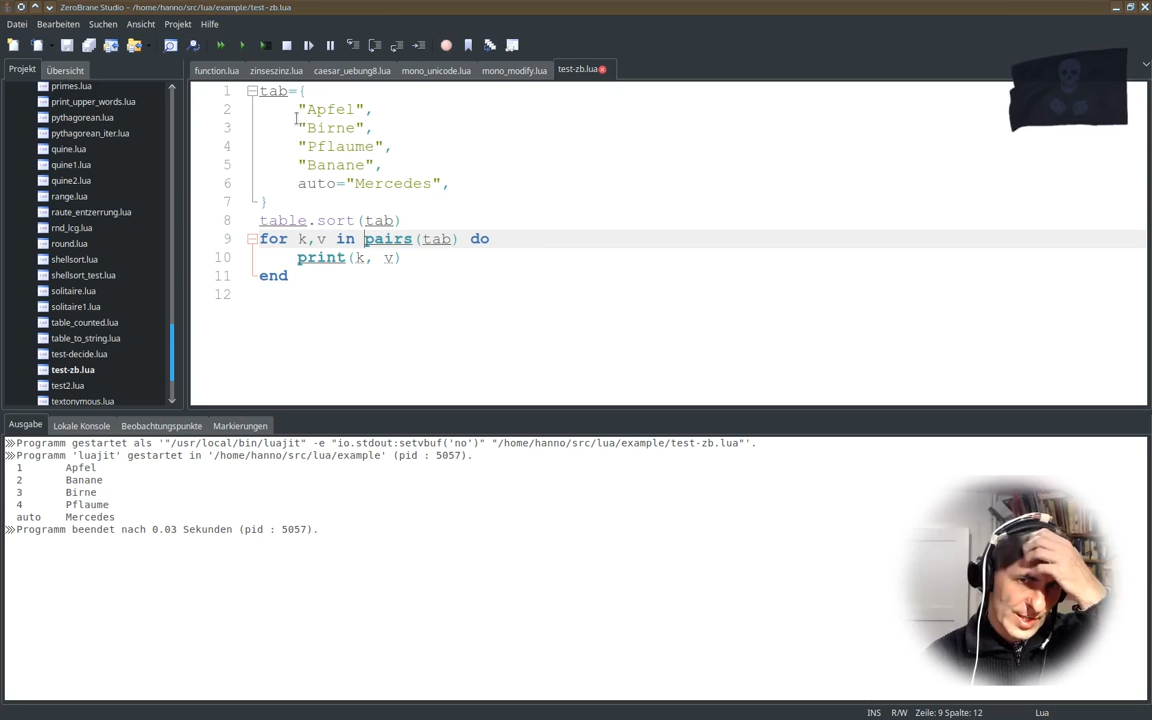 ZeroBrane Studio - /home/hanno/src/lua/example/test-zb.lua
Datei Bearbeiten Suchen Ansicht Projekt Hilfe
Projekt Übersicht
function.lua zinseszinz.lua caesar_uebung8.lua mono_unicode.lua mono_modify.lua test-zb.lua
primes.lua
print_upper_words.lua
pythagorean.lua
pythagorean_iter.lua
quine.lua
quine1.lua
quine2.lua
range.lua
raute_entzerrung.lua
rnd_lcg.lua
round.lua
shellsort.lua
shellsort_test.lua
solitaire.lua
solitaire1.lua
table_counted.lua
table_to_string.lua
test-decide.lua
test-zb.lua
test2.lua
textonymous.lua
1 tab={
2 "Apfel",
3 "Birne",
4 "Pflaume",
5 "Banane",
6 auto="Mercedes",
7 }
8 table.sort(tab)
9 for k,v in pairs(tab) do
10 print(k, v)
11 end
12
Ausgabe Lokale Konsole Beobachtungspunkte Markierungen
Programm gestartet als '"/usr/local/bin/luajit" -e "io.stdout:setvbuf('no')" "/home/hanno/src/lua/example/test-zb.lua"'.
Programm 'luajit' gestartet in '/home/hanno/src/lua/example' (pid : 5057).
1 Apfel
2 Banane
3 Birne
4 Pflaume
auto Mercedes
Programm beendet nach 0.03 Sekunden (pid : 5057).
INS R/W Zeile: 9 Spalte: 12 Lua